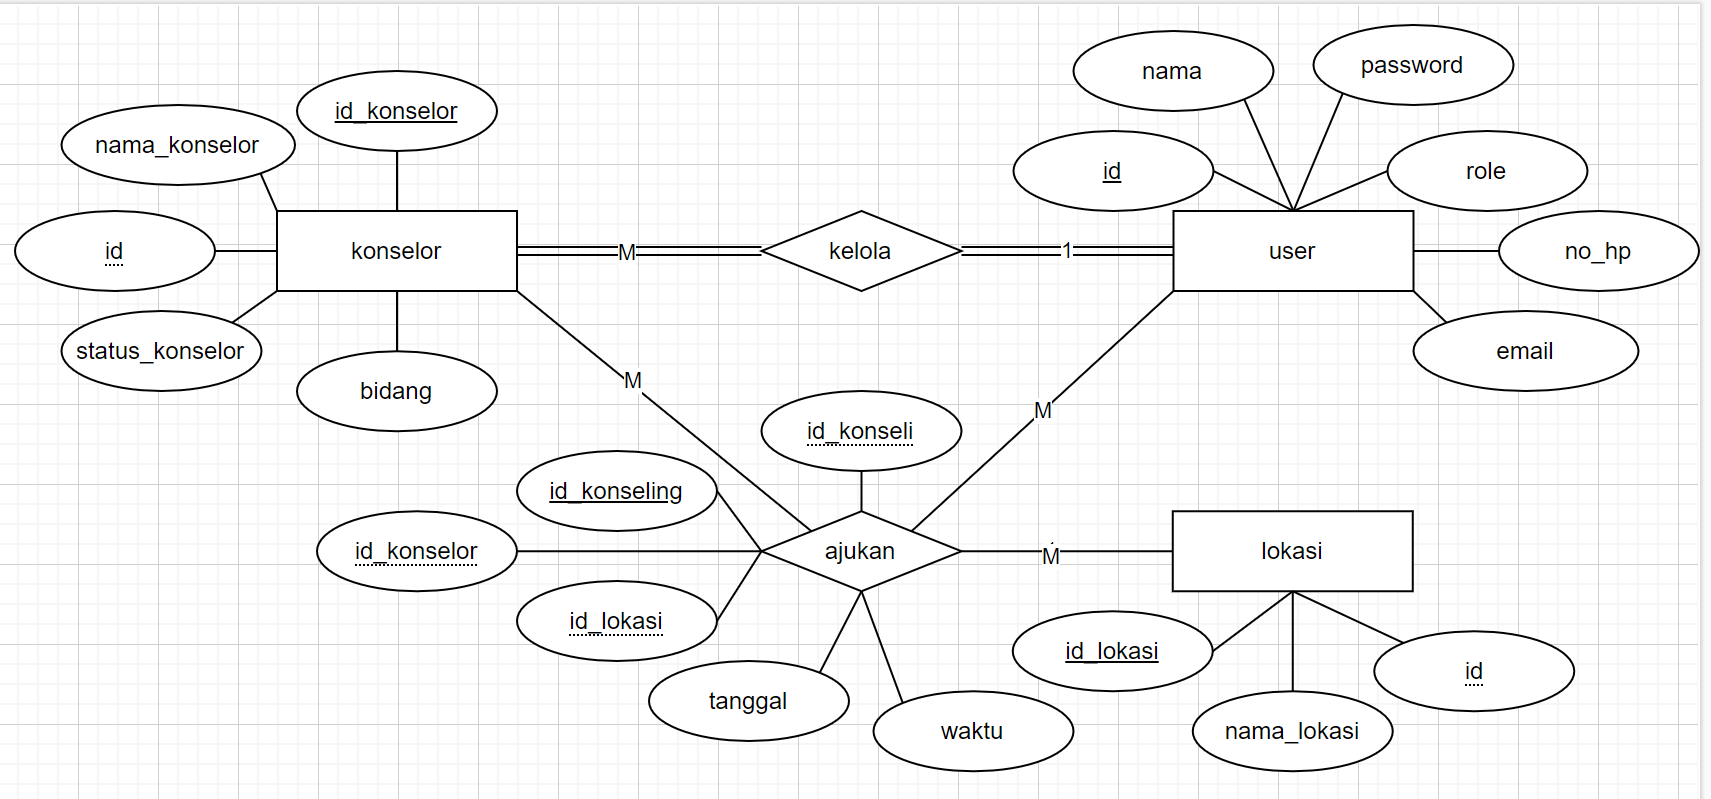 nama
password
id_konselor
nama_konselor
id
role
id
konselor
M
kelola
1
user
no_hp
status_konselor
bidang
email
M
M
id_konseli
id_konseling
id_konselor
ajukan
M
lokasi
id_lokasi
id_lokasi
id
tanggal
waktu
nama_lokasi